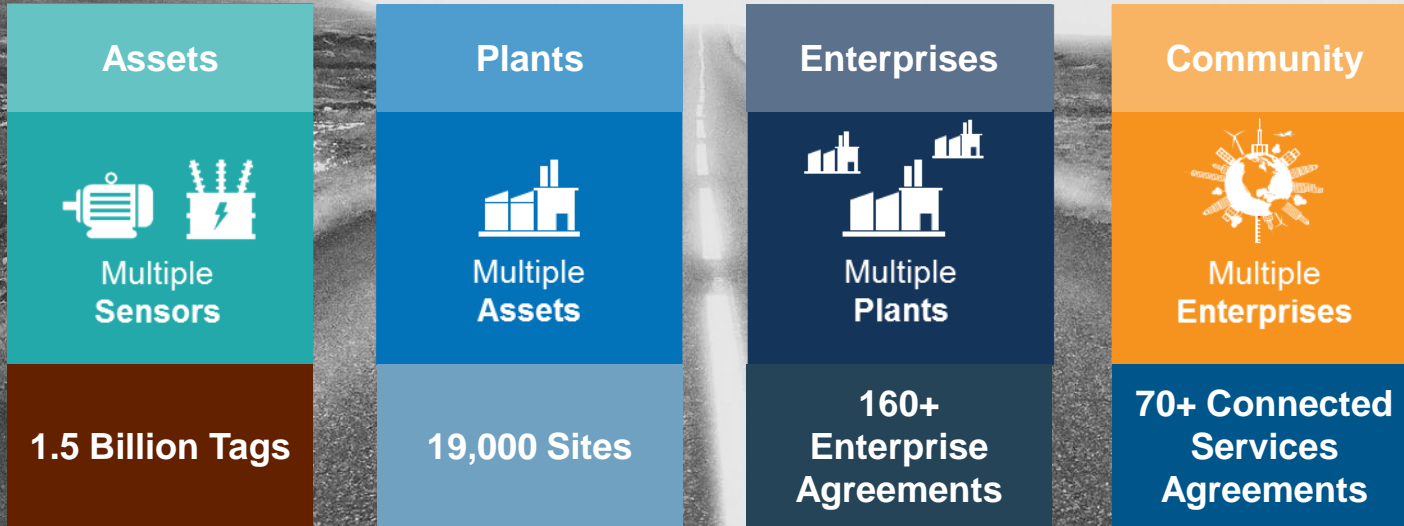 Assets
Multiple
Sensors
1.5 Billion Tags
Plants
Multiple
Assets
19,000 Sites
Enterprises
Multiple
Plants
160+
Enterprise
Agreements
Community
Multiple
Enterprises
70+ Connected
Services
Agreements